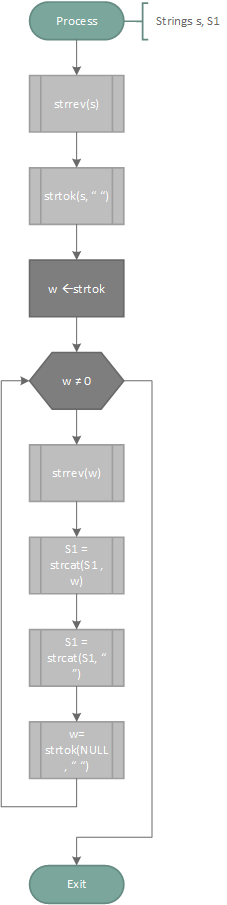 Process
Strings s, S1
strrev(s)
strtok(s, “ “)
w ←strtok
w ≠ 0
strrev(w)
S1 =
strcat(S1 ,
w)
S1 =
strcat(S1, “
”)
w=
strtok(NULL
, “ “)
Exit